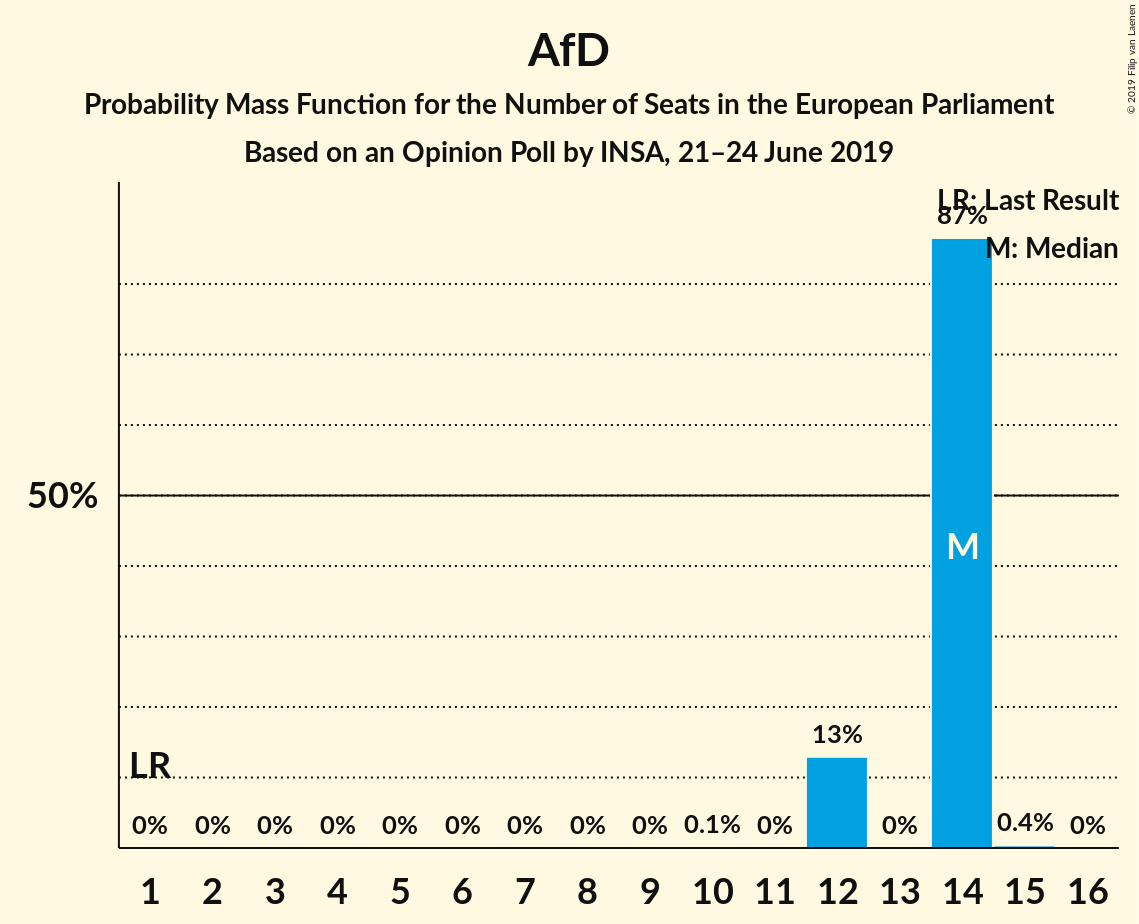 AfD
Probability Mass Function for the Number of Seats in the European Parliament
Based on an Opinion Poll by INSA, 21–24 June 2019
© 2019 Filip van Laenen
LR: Last Result
M: Median
87%
50%
M
13%
LR
0% 0% 0% 0% 0% 0% 0% 0% 0% 0.1% 0% 0% 0.4% 0%
1 2 3 4 5 6 7 8 9 10 11 12 13 14 15 16